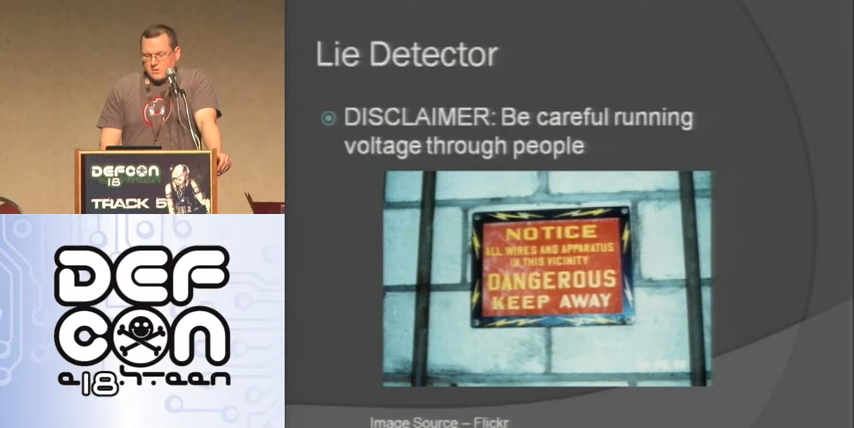 Lie Detector
DISCLAIMER: Be careful running
voltage through people
NOTICE
ALL WIRES AND APPARATUS
IN THIS VICINITY
DANGEROUS
KEEP AWAY
Image Source – Flickr
DEFCON
18
TRACK 5
DEF
CON
18